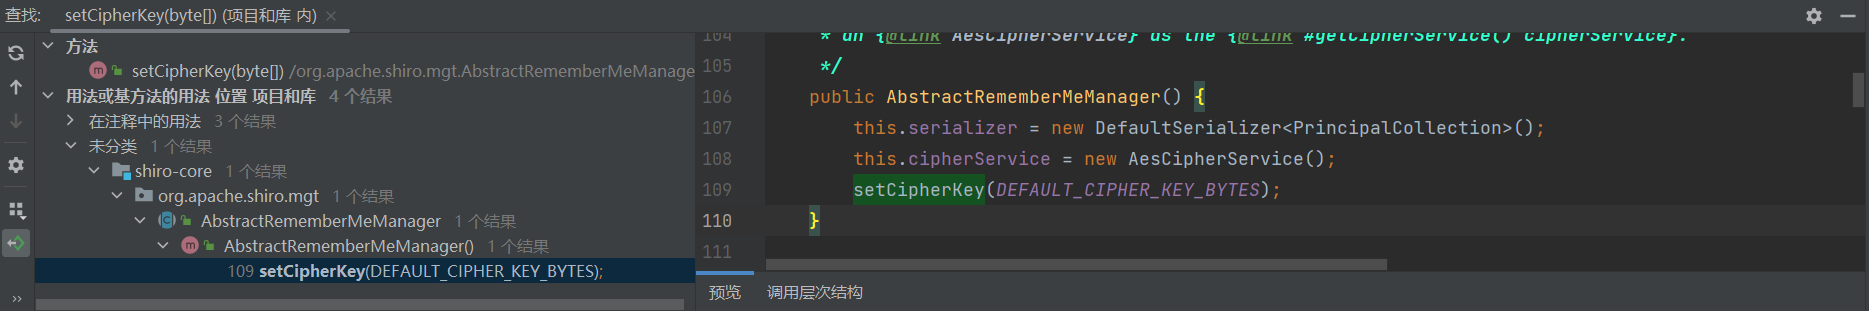 查找: setCipherKey(byte[]) (项目和库 内)
方法
setCipherKey(byte[]) /org.apache.shiro.mgt.AbstractRememberMeManage
用法或基方法的用法 位置 项目和库 4 个结果
在注释中的用法 3 个结果
未分类 1 个结果
shiro-core 1 个结果
org.apache.shiro.mgt 1 个结果
AbstractRememberMeManager 1 个结果
AbstractRememberMeManager() 1 个结果
109 setCipherKey(DEFAULT_CIPHER_KEY_BYTES);
104 * an {@link AesCipherService} as the {@link #getCipherService() cipherService}.
105 */
106 public AbstractRememberMeManager() {
107 this.serializer = new DefaultSerializer<PrincipalCollection>();
108 this.cipherService = new AesCipherService();
109 setCipherKey(DEFAULT_CIPHER_KEY_BYTES);
110 }
111
预览 调用层次结构